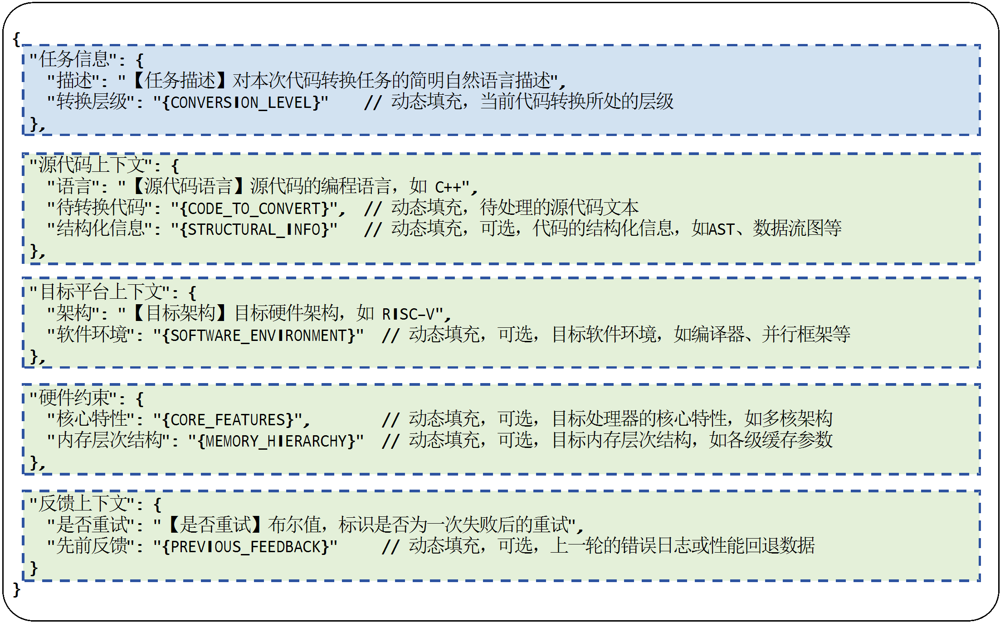 {
"任务信息": {
"描述": "【任务描述】对本次代码转换任务的简明自然语言描述",
"转换层级": "{CONVERSION_LEVEL}"    // 动态填充，当前代码转换所处的层级
},
"源代码上下文": {
"语言": "【源代码语言】源代码的编程语言，如 C++",
"待转换代码": "{CODE_TO_CONVERT}",  // 动态填充，待处理的源代码文本
"结构化信息": "{STRUCTURAL_INFO}"   // 动态填充，可选，代码的结构化信息，如AST、数据流图等
},
"目标平台上下文": {
"架构": "【目标架构】目标硬件架构，如 RISC-V",
"软件环境": "{SOFTWARE_ENVIRONMENT}"  // 动态填充，可选，目标软件环境，如编译器、并行框架等
},
"硬件约束": {
"核心特性": "{CORE_FEATURES}",        // 动态填充，可选，目标处理器的核心特性，如多核架构
"内存层次结构": "{MEMORY_HIERARCHY}"  // 动态填充，可选，目标内存层次结构，如各级缓存参数
},
"反馈上下文": {
"是否重试": "【是否重试】布尔值，标识是否为一次失败后的重试",
"先前反馈": "{PREVIOUS_FEEDBACK}"     // 动态填充，可选，上一轮的错误日志或性能回退数据
}
}